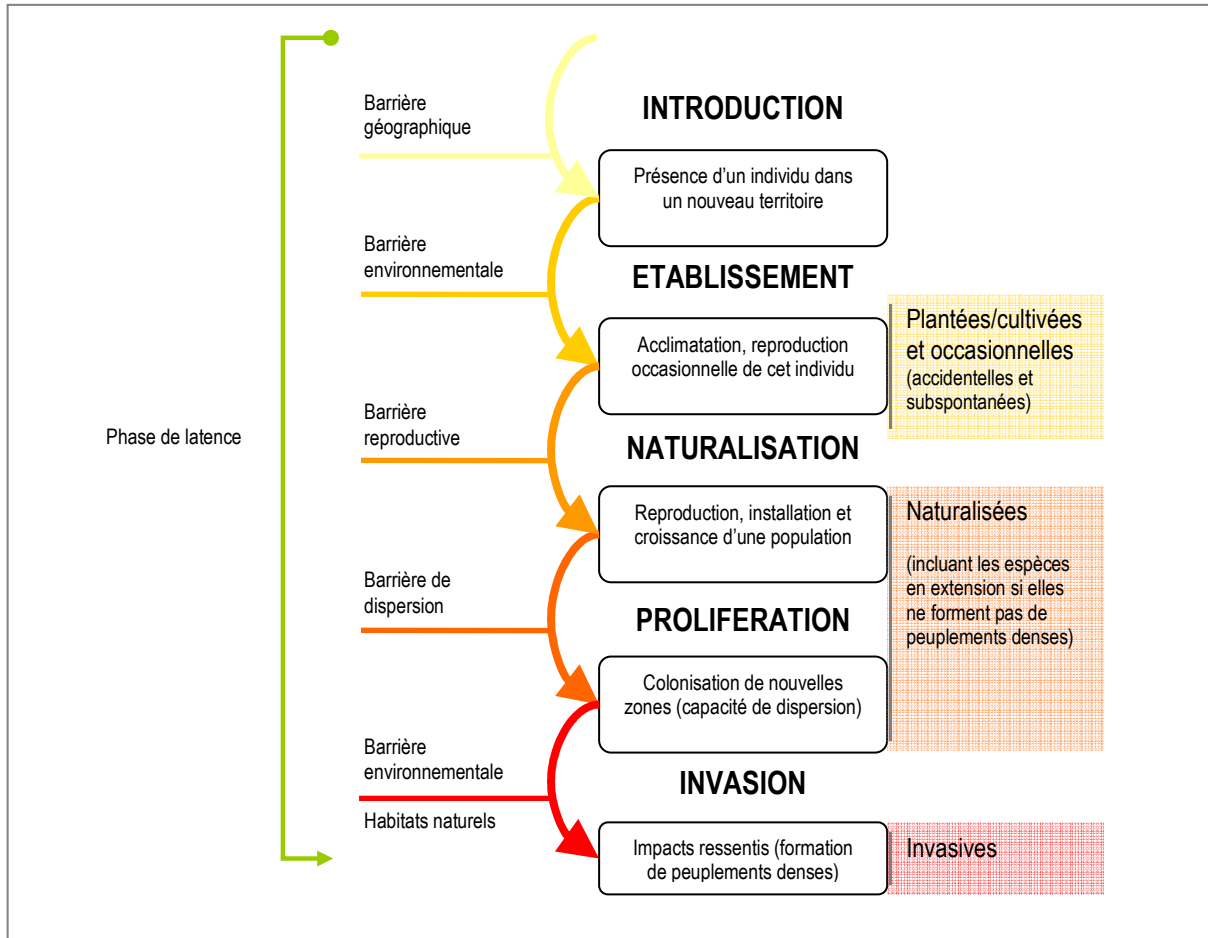 Barrière
géographique
INTRODUCTION
Présence d’un individu dans
un nouveau territoire
Barrière
environnementale
ETABLISSEMENT
Acclimatation, reproduction
occasionnelle de cet individu
Plantées/cultivées
et occasionnelles
(accidentelles et
subspontanées)
Phase de latence
Barrière
reproductive
NATURALISATION
Reproduction, installation et
croissance d’une population
Naturalisées
(incluant les espèces
en extension si elles
ne forment pas de
peuplements denses)
Barrière de
dispersion
PROLIFERATION
Colonisation de nouvelles
zones (capacité de dispersion)
Barrière
environnementale
Habitats naturels
INVASION
Impacts ressentis (formation
de peuplements denses)
Invasives